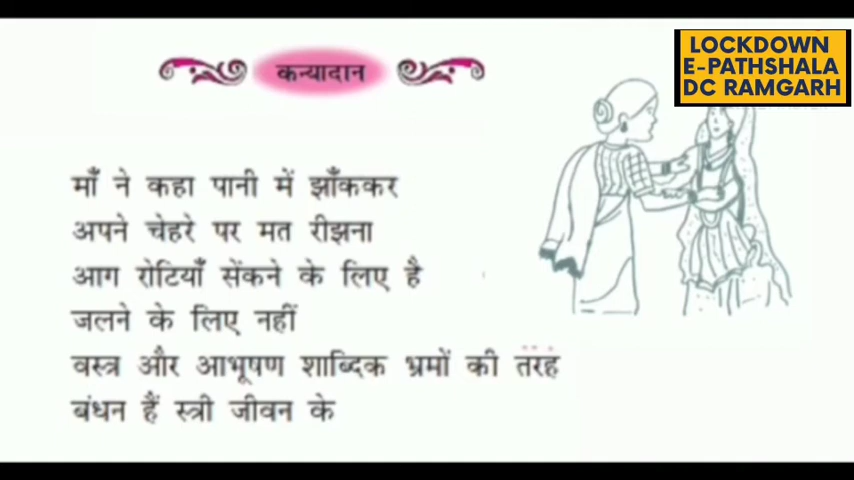 कन्यादान
LOCKDOWN
E-PATHSHALA
DC RAMGARH
माँ ने कहा पानी में झाँककर
अपने चेहरे पर मत रीझना
आग रोटियाँ सेंकने के लिए है
जलने के लिए नहीं
वस्त्र और आभूषण शाब्दिक भ्रमों की तरह
बंधन हैं स्त्री जीवन के